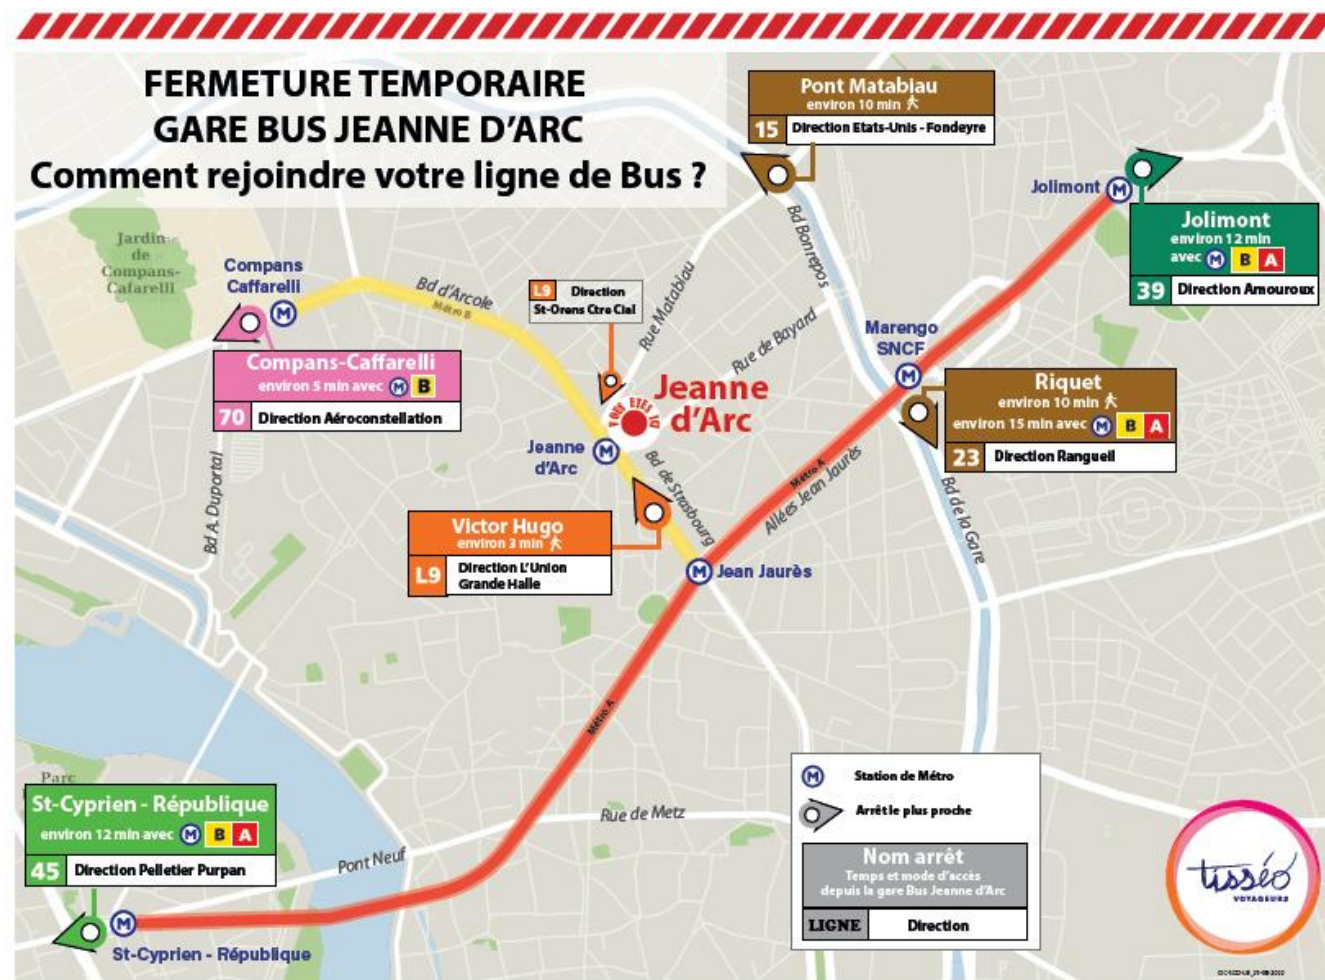 FERMETURE TEMPORAIRE
GARE BUS JEANNE D'ARC
Comment rejoindre votre ligne de Bus ?
Pont Matabiau
environ 10 min
15 Direction Etats-Unis - Fondeyre
Jolimont
Jolimont
environ 12 min
avec M B A
39 Direction Amouroux
Jardin
de
Compans-
Cafarelli
Compans
Caffarelli
Bd d'Arcole
Métro B
L9 Direction
St-Orens Ctre Cial
Rue Matabiau
Bd Bonrepos
Rue de Bayard
Marengo
SNCF
Compans-Caffarelli
environ 5 min avec M B
70 Direction Aéroconstellation
VOUS ETES ICI
Jeanne
d'Arc
Riquet
environ 10 min
environ 15 min avec M B A
23 Direction Rangueil
Jeanne
d'Arc
Bd de Strasbourg
Métro A
Allées Jean Jaurès
Bd A. Duportal
Bd de la Gare
Victor Hugo
environ 3 min
L9 Direction L'Union
Grande Halle
Jean Jaurès
Métro A
Parc
St-Cyprien - République
environ 12 min avec M B A
45 Direction Pelletier Purpan
Pont Neuf
Rue de Metz
St-Cyprien - République
M Station de Métro
Arrêt le plus proche
Nom arrêt
Temps et mode d'accès
depuis la gare Bus Jeanne d'Arc
LIGNE Direction
tisséo
VOYAGEURS